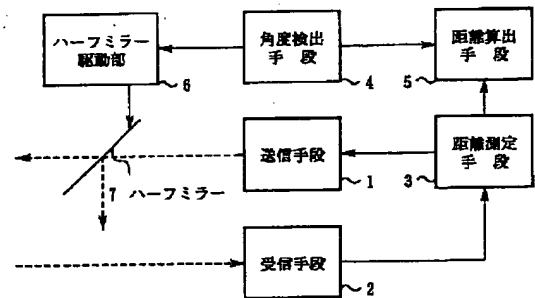 ハーフミラー
駆動部
6
角度検出
手段
4
距離算出
手段
5
送信手段
1
距離測定
手段
3
7 ハーフミラー
受信手段
2